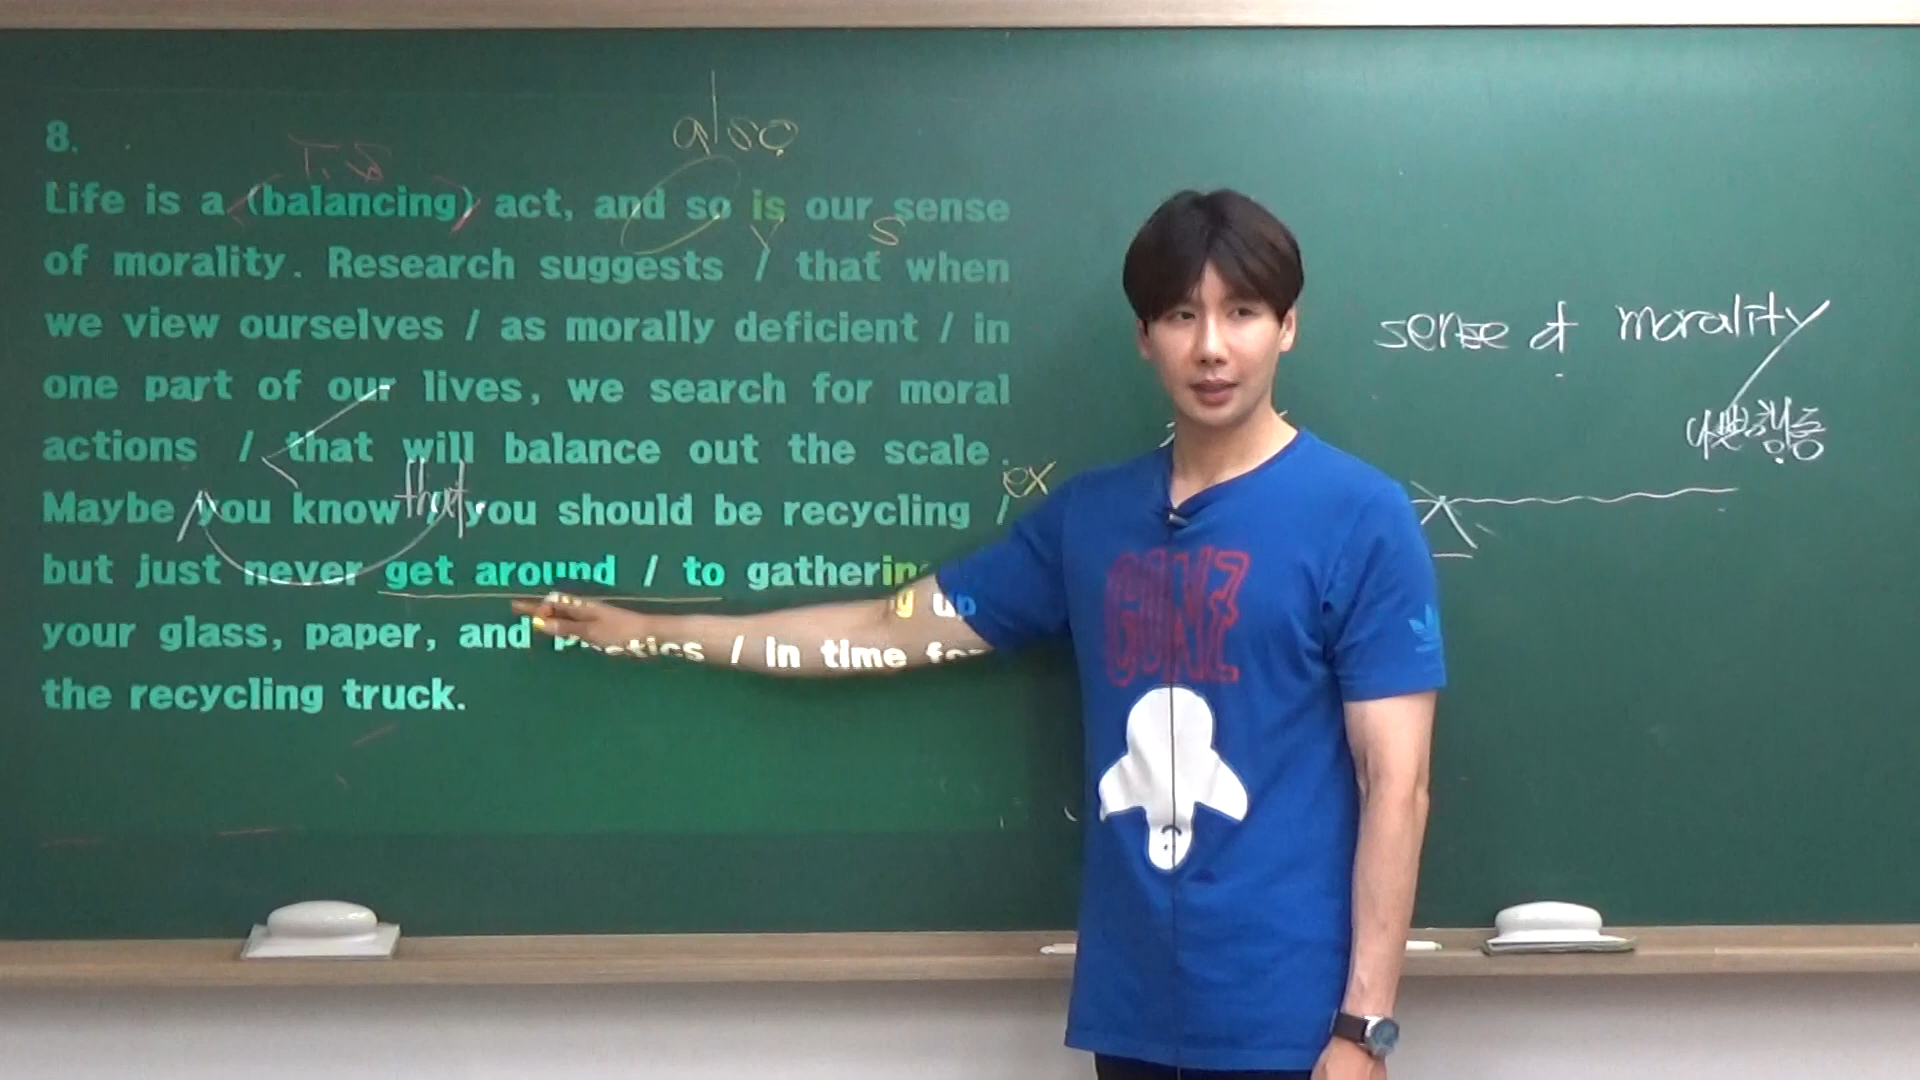 8.
also
T.S
Life is a (balancing) act, and so is our sense
V S
of morality. Research suggests / that when
we view ourselves / as morally deficient / in
one part of our lives, we search for moral
actions / that will balance out the scale.
that
ex
Maybe you know / you should be recycling /
but just never get around / to gathering up
your glass, paper, and plastics / in time for
the recycling truck.
sense of morality
GONZ